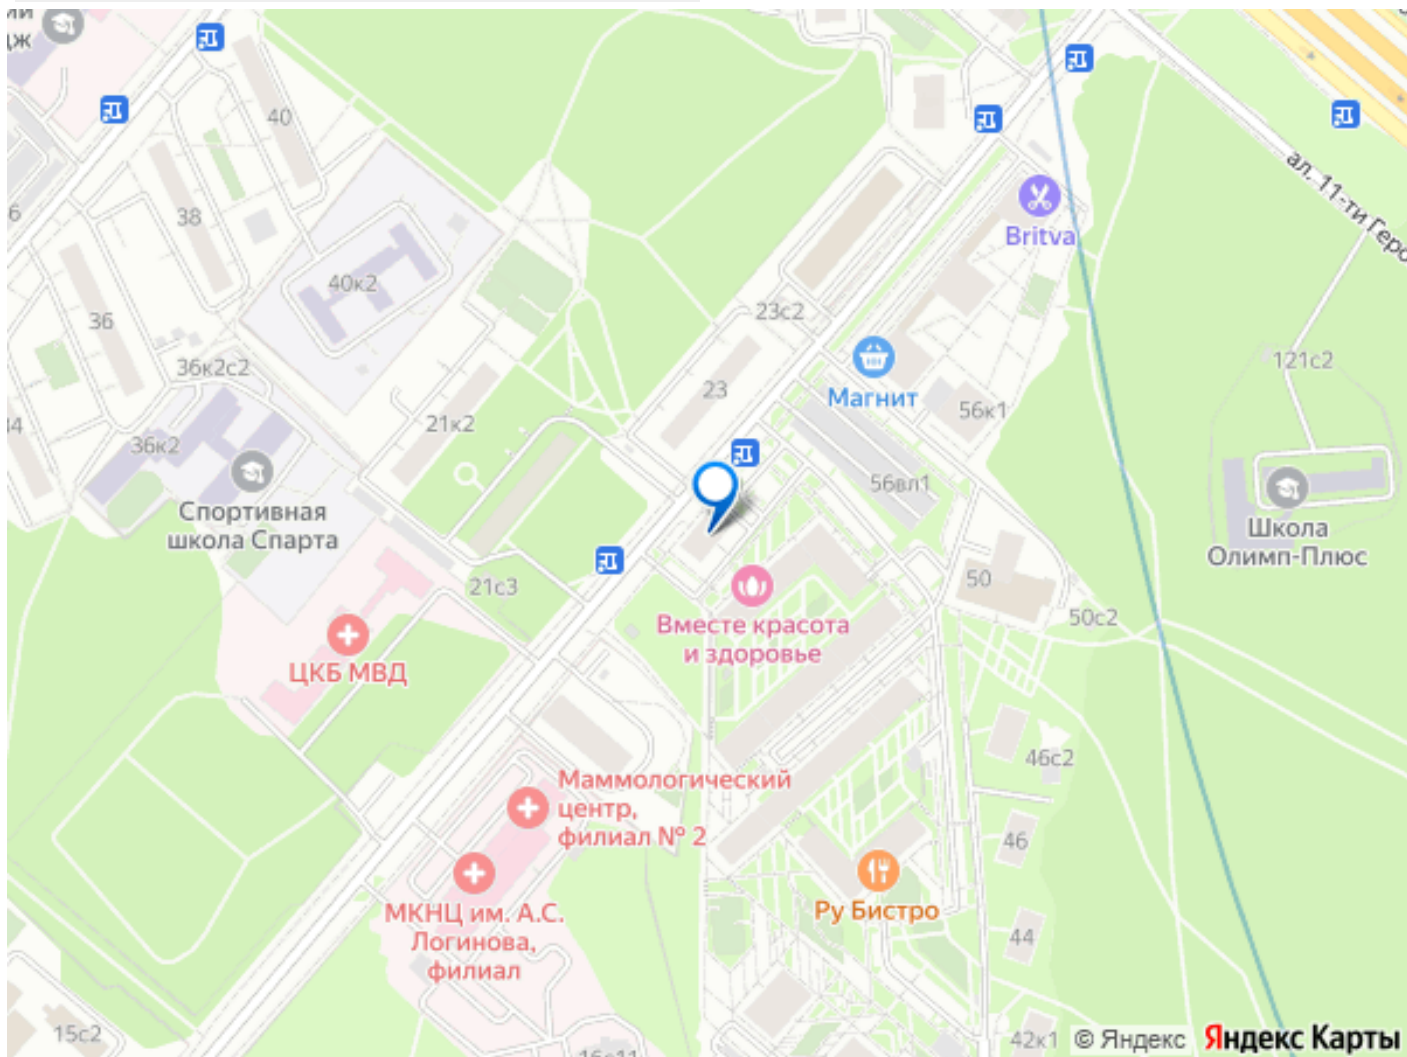 40
38
40к2
36
36к2с2
36к2
21к2
Спортивная
школа Спарта
ЦКБ МВД
21с3
23с2
23
Britva
ал. 11-ти Геро
Магнит
56к1
56вл1
121с2
Школа
Олимп-Плюс
50
50с2
Вместе красота
и здоровье
46с2
46
44
42к1
Маммологический
центр,
филиал № 2
МКНЦ им. А.С.
Логинова,
филиал
Ру Бистро
15с2
© Яндекс Яндекс Карты